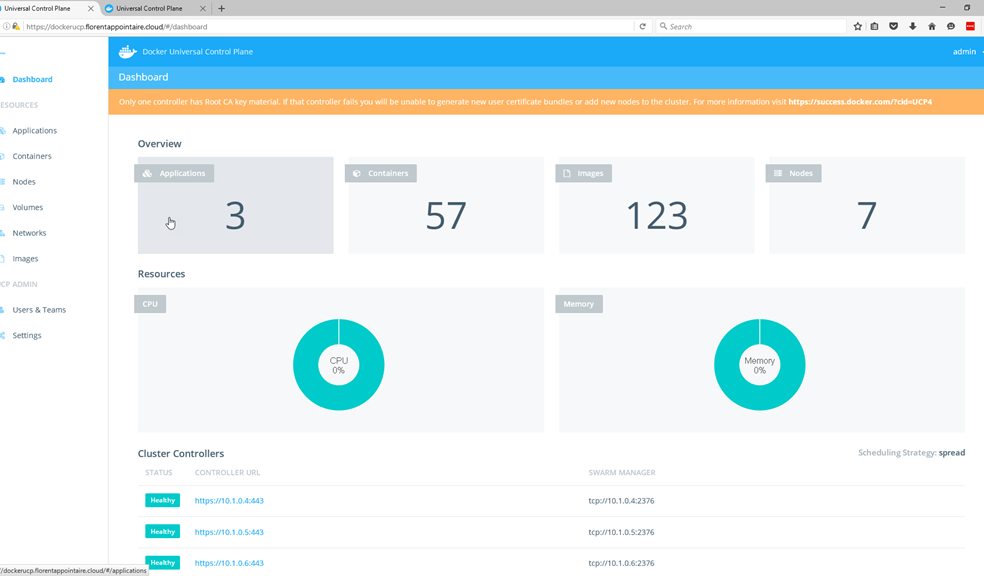 Universal Control Plane
Universal Control Plane
https://dockerucp.florentappointaire.cloud/#/dashboard
Search
Docker Universal Control Plane
admin
Dashboard
Dashboard
Only one controller has Root CA key material. If that controller fails you will be unable to generate new user certificate bundles or add new nodes to the cluster. For more information visit https://success.docker.com/?cid=UCP4
ESOURCES
Applications
Containers
Nodes
Volumes
Networks
Images
CP ADMIN
Users & Teams
Settings
Overview
Applications
3
Containers
57
Images
123
Nodes
7
Resources
CPU
CPU
0%
Memory
Memory
0%
Cluster Controllers
Scheduling Strategy: spread
STATUS CONTROLLER URL SWARM MANAGER
Healthy https://10.1.0.4:443 tcp://10.1.0.4:2376
Healthy https://10.1.0.5:443 tcp://10.1.0.5:2376
Healthy https://10.1.0.6:443 tcp://10.1.0.6:2376
//dockerucp.florentappointaire.cloud/#/applications